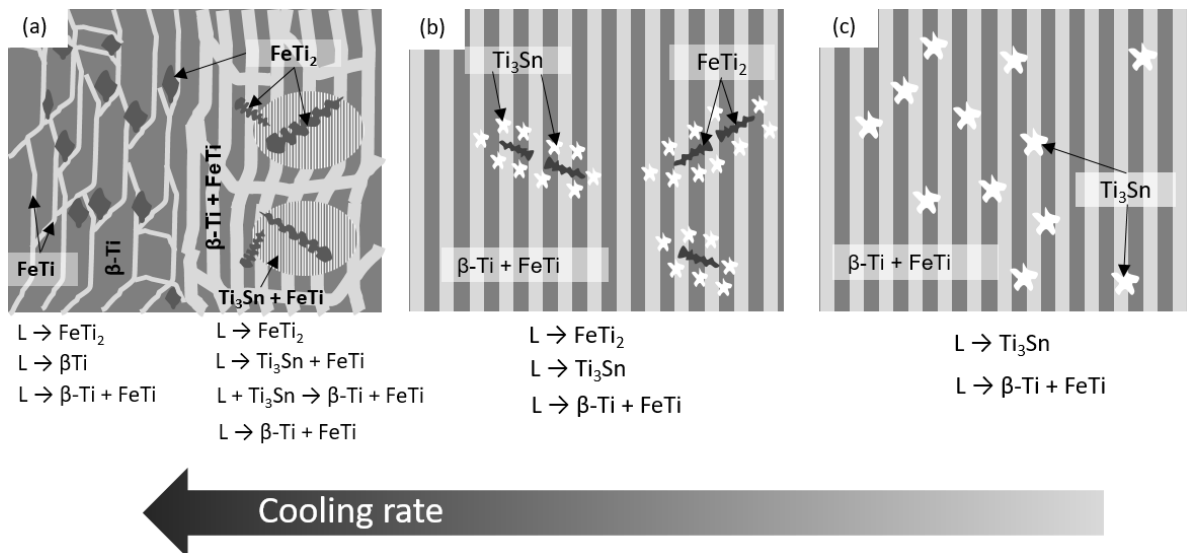 (a)
FeTi₂
β-Ti + FeTi
β-Ti
FeTi
Ti₃Sn + FeTi
L → FeTi₂
L → βTi
L → β-Ti + FeTi
L → FeTi₂
L → Ti₃Sn + FeTi
L + Ti₃Sn → β-Ti + FeTi
L → β-Ti + FeTi
(b)
Ti₃Sn
FeTi₂
β-Ti + FeTi
L → FeTi₂
L → Ti₃Sn
L → β-Ti + FeTi
(c)
Ti₃Sn
β-Ti + FeTi
L → Ti₃Sn
L → β-Ti + FeTi
Cooling rate